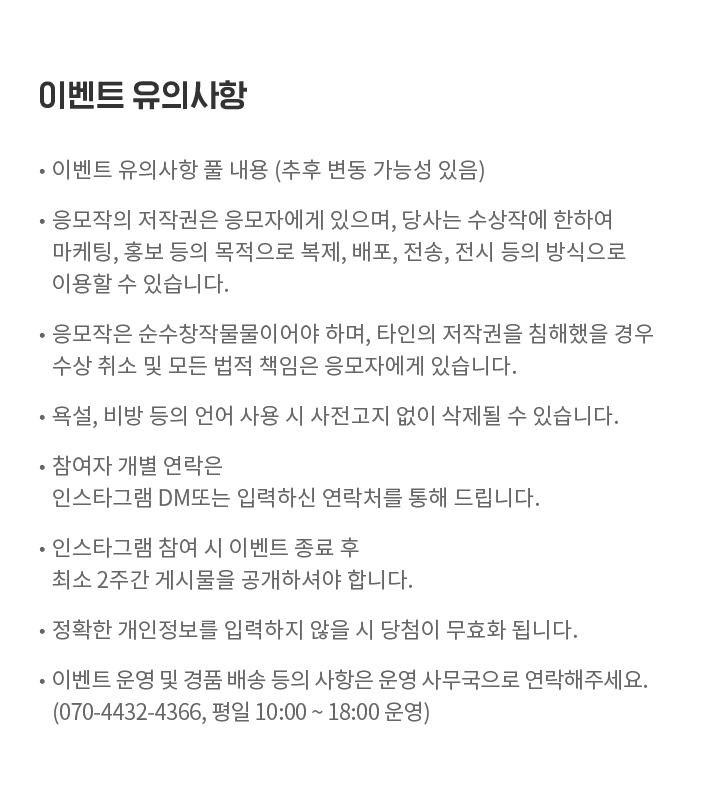 이벤트 유의사항
• 이벤트 유의사항 풀 내용 (추후 변동 가능성 있음)
• 응모작의 저작권은 응모자에게 있으며, 당사는 수상작에 한하여
마케팅, 홍보 등의 목적으로 복제, 배포, 전송, 전시 등의 방식으로
이용할 수 있습니다.
• 응모작은 순수창작물물이어야 하며, 타인의 저작권을 침해했을 경우
수상 취소 및 모든 법적 책임은 응모자에게 있습니다.
• 욕설, 비방 등의 언어 사용 시 사전고지 없이 삭제될 수 있습니다.
• 참여자 개별 연락은
인스타그램 DM또는 입력하신 연락처를 통해 드립니다.
• 인스타그램 참여 시 이벤트 종료 후
최소 2주간 게시물을 공개하셔야 합니다.
• 정확한 개인정보를 입력하지 않을 시 당첨이 무효화 됩니다.
• 이벤트 운영 및 경품 배송 등의 사항은 운영 사무국으로 연락해주세요.
(070-4432-4366, 평일 10:00 ~ 18:00 운영)